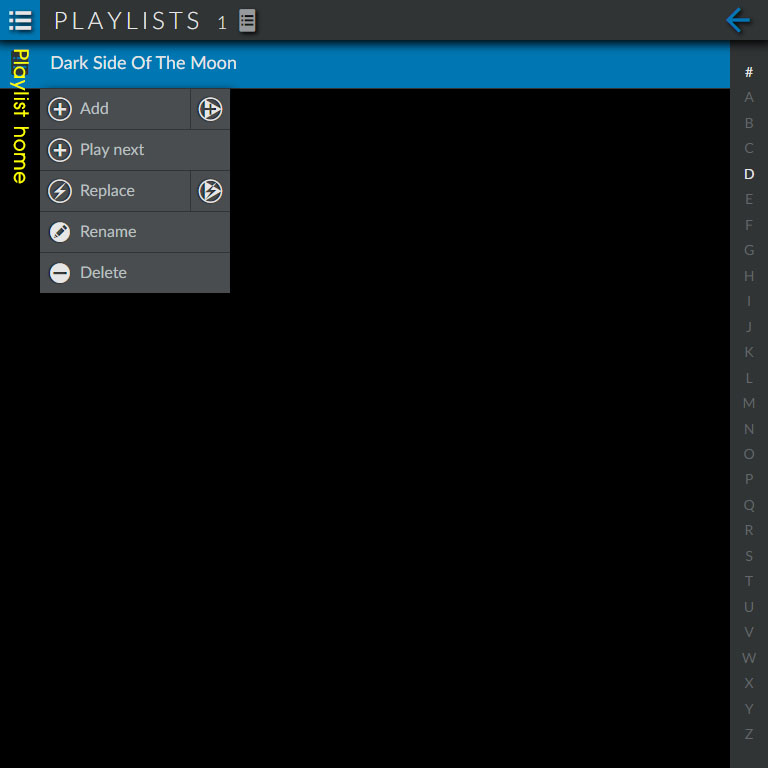 PLAYLISTS 1
Playlist home
Dark Side Of The Moon
Add
Play next
Replace
Rename
Delete
#
A
B
C
D
E
F
G
H
I
J
K
L
M
N
O
P
Q
R
S
T
U
V
W
X
Y
Z